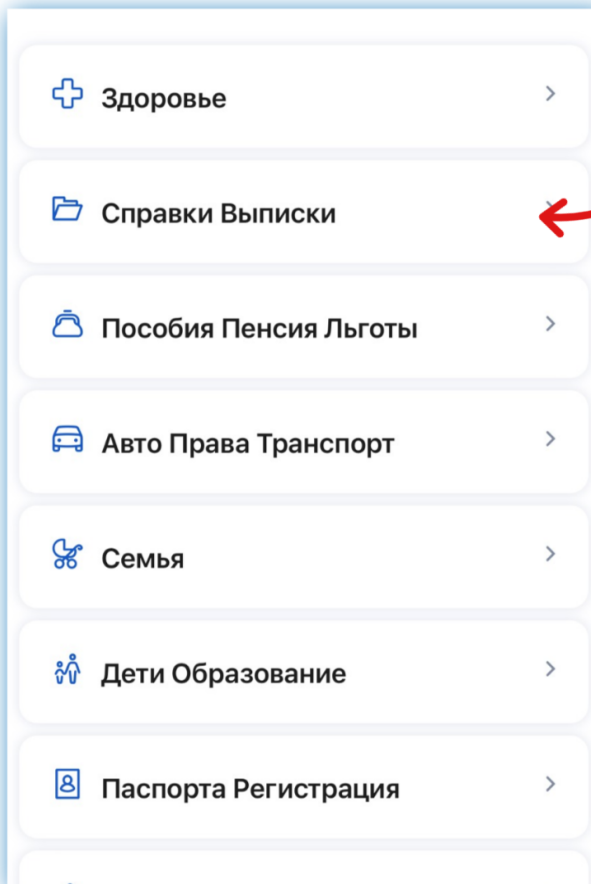 Здоровье
Справки Выписки
Пособия Пенсия Льготы
Авто Права Транспорт
Семья
Дети Образование
Паспорта Регистрация